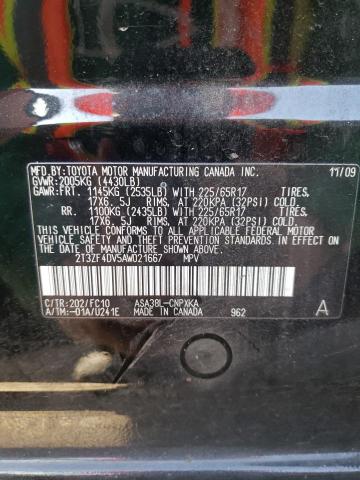 MFD.BY:TOYOTA MOTOR MANUFACTURING CANADA INC. 11/09
GVWR:2005KG (4430LB)
GAWR:FRT. 1145KG (2535LB) WITH 225/65R17 TIRES.
17X6.5J RIMS, AT 220KPA (32PSI) COLD
RR. 1100KG (2435LB) WITH 225/65R17 TIRES.
17X6.5J RIMS, AT 220KPA (32PSI) COLD
THIS VEHICLE CONFORMS TO ALL APPLICABLE
FEDERAL MOTOR VEHICLE SAFETY STANDARDS IN EFFECT
ON THE DATE OF MANUFACTURE SHOWN ABOVE.
2T3ZF4DV5AW021667 MPV
C/TR:202/FC10 ASA38L-CNPXKA A
A/TM:-01A/U241E MADE IN CANADA 962